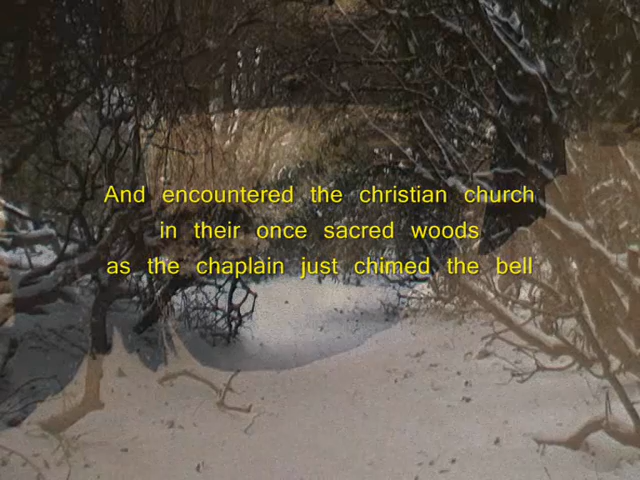 And encountered the christian church
in their once sacred woods
as the chaplain just chimed the bell